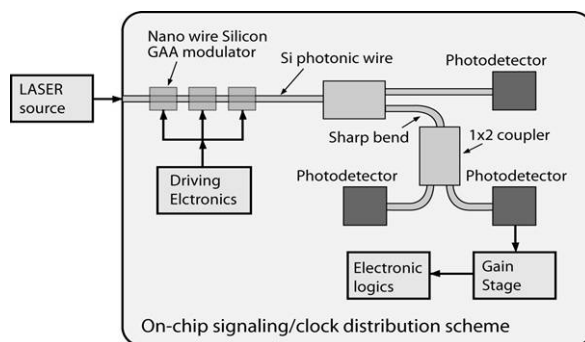 Nano wire Silicon
GAA modulator
Si photonic wire
Photodetector
LASER
source
Sharp bend
1x2 coupler
Driving
Elctronics
Photodetector
Photodetector
Electronic
logics
Gain
Stage
On-chip signaling/clock distribution scheme